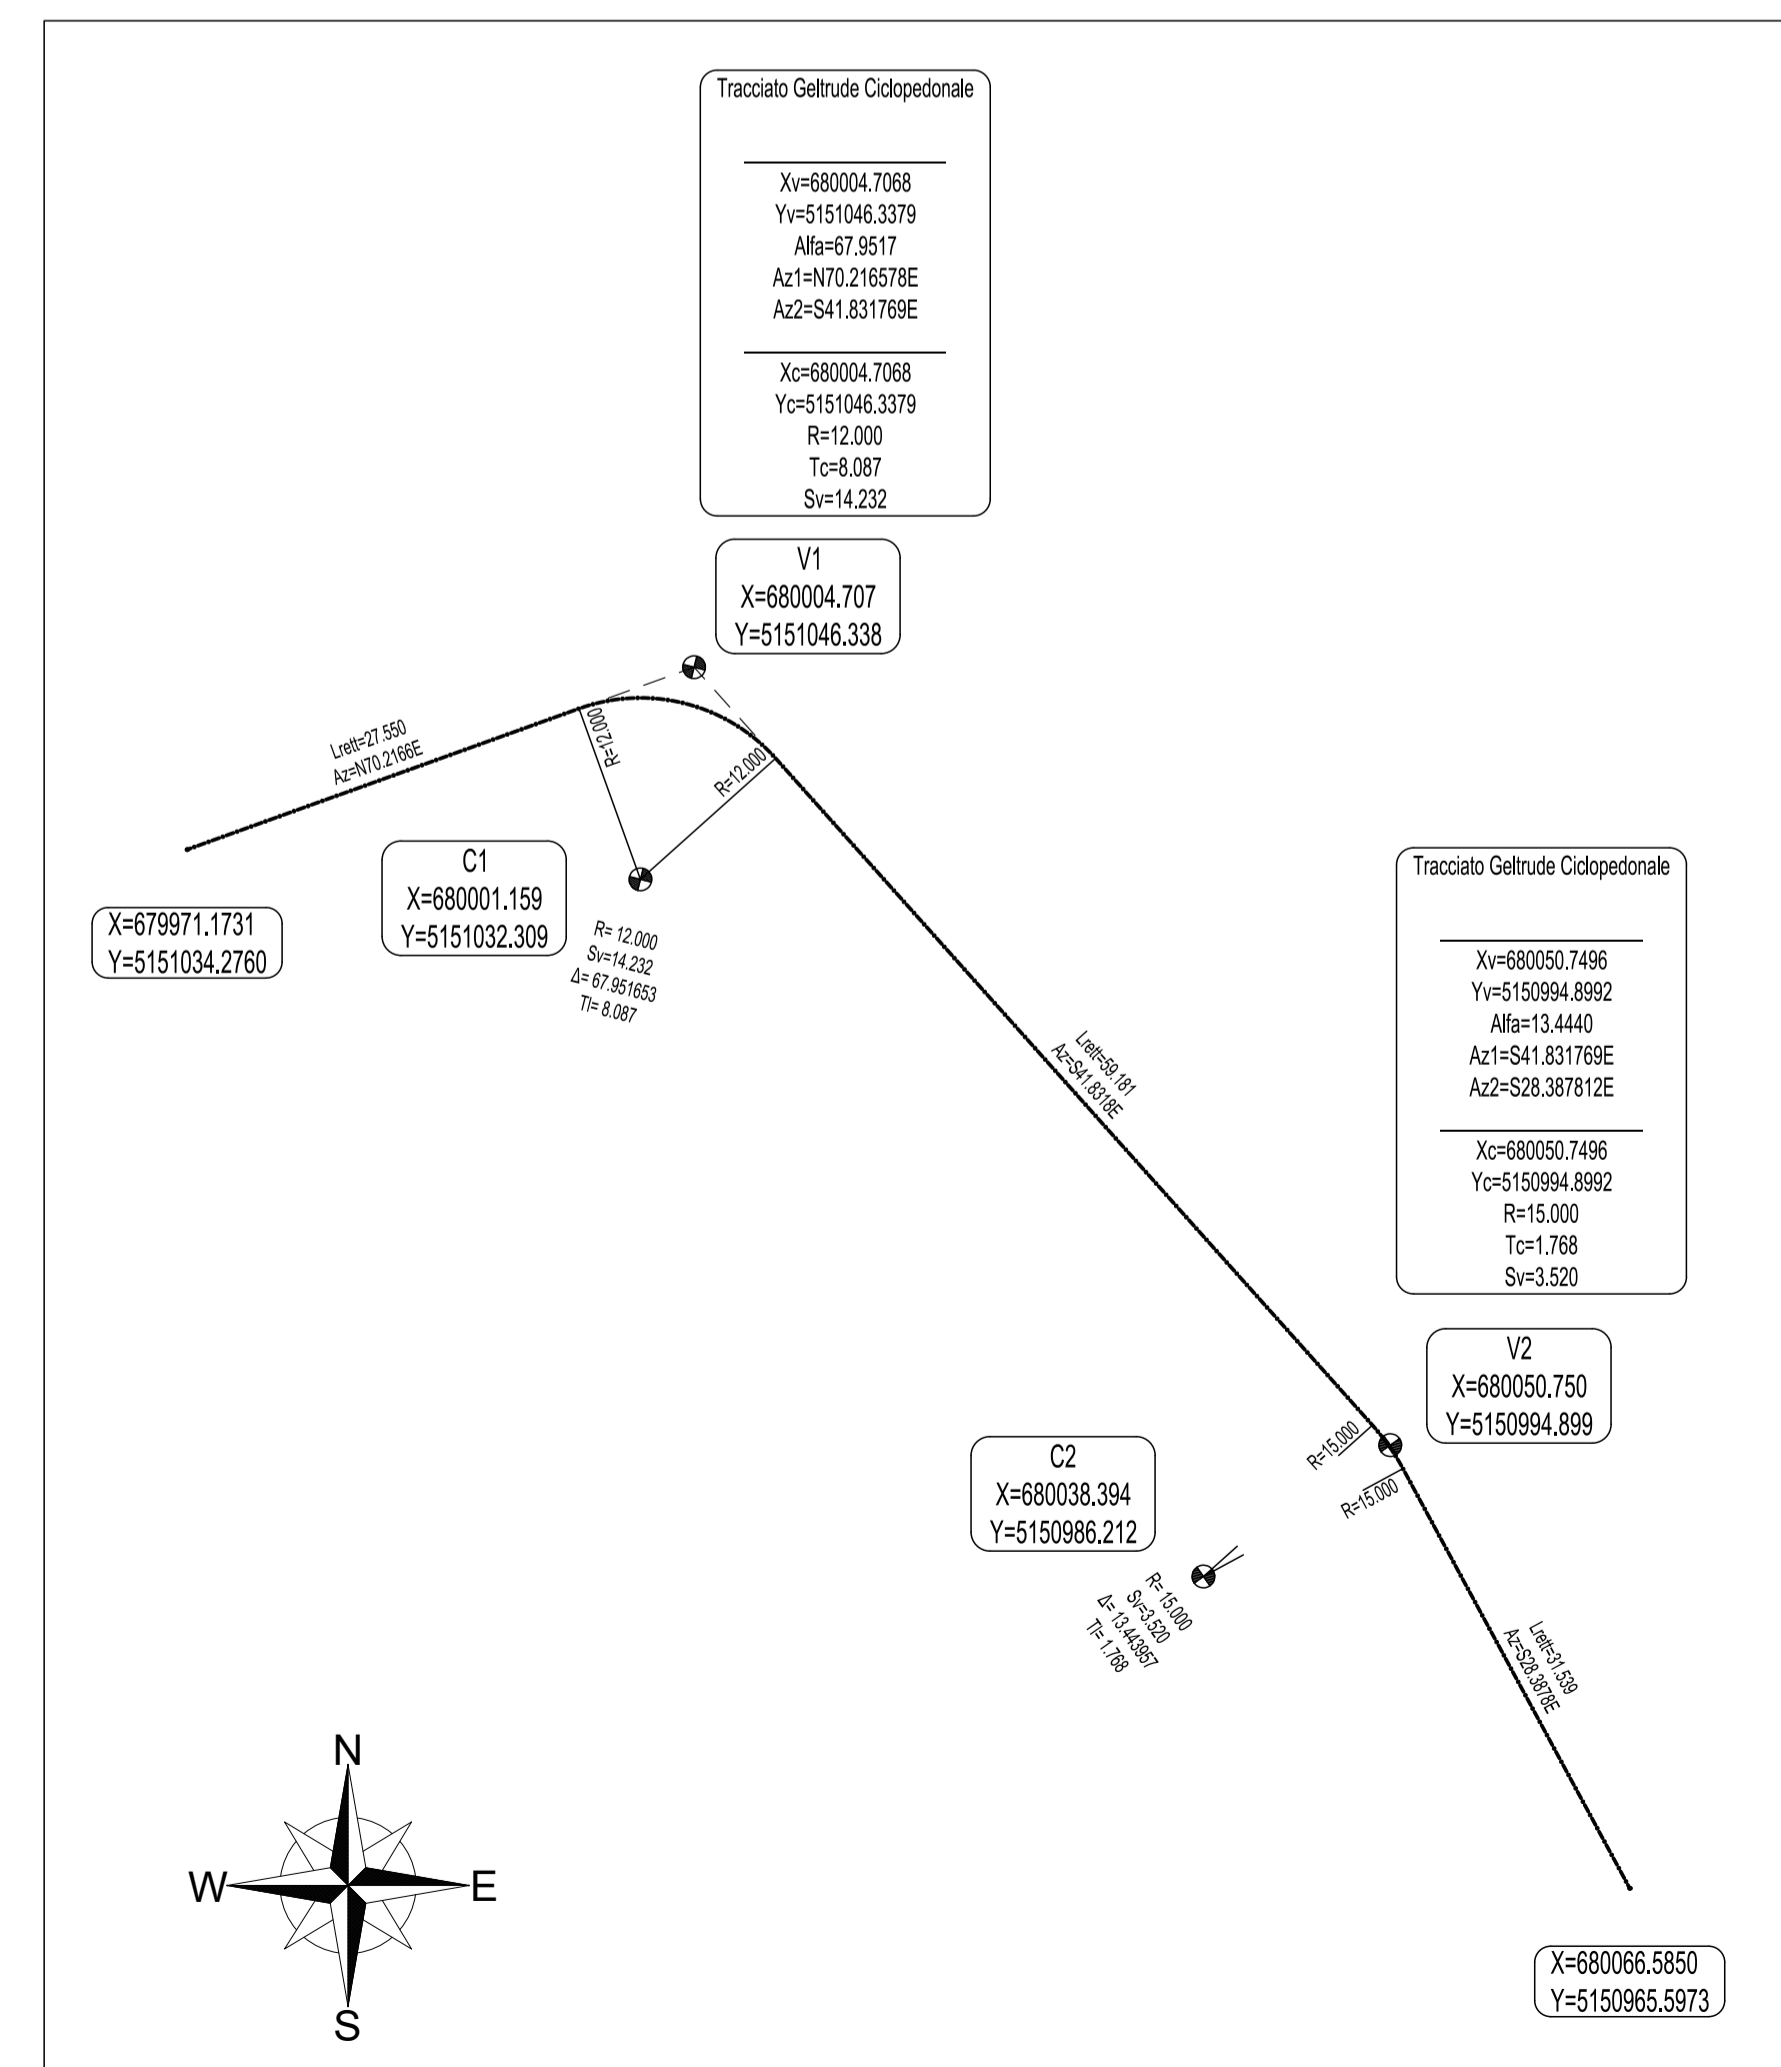 Tracciato Geltrude Ciclopedonale
Xv=680004.7068
Yv=5151046.3379
Alfa=67.9517
Az1=N70.216578E
Az2=S41.831769E
Xc=680004.7068
Yc=5151046.3379
R=12.000
Tc=8.087
Sv=14.232
V1
X=680004.707
Y=5151046.338
Lrett=27.550
Az=N70.2166E
R=12.000
R=12.000
C1
X=680001.159
Y=5151032.309
X=679971.1731
Y=5151034.2760
R= 12.000
Sv=14.232
Δ= 67.951653
Tl= 8.087
Lrett=59.181
Az=S41.8318E
Tracciato Geltrude Ciclopedonale
Xv=680050.7496
Yv=5150994.8992
Alfa=13.4440
Az1=S41.831769E
Az2=S28.387812E
Xc=680050.7496
Yc=5150994.8992
R=15.000
Tc=1.768
Sv=3.520
V2
X=680050.750
Y=5150994.899
R=15.000
R=15.000
C2
X=680038.394
Y=5150986.212
R= 15.000
Sv=3.520
Δ= 13.443957
Tl= 1.768
Lrett=31.539
Az=S28.3878E
N
W
E
S
X=680066.5850
Y=5150965.5973